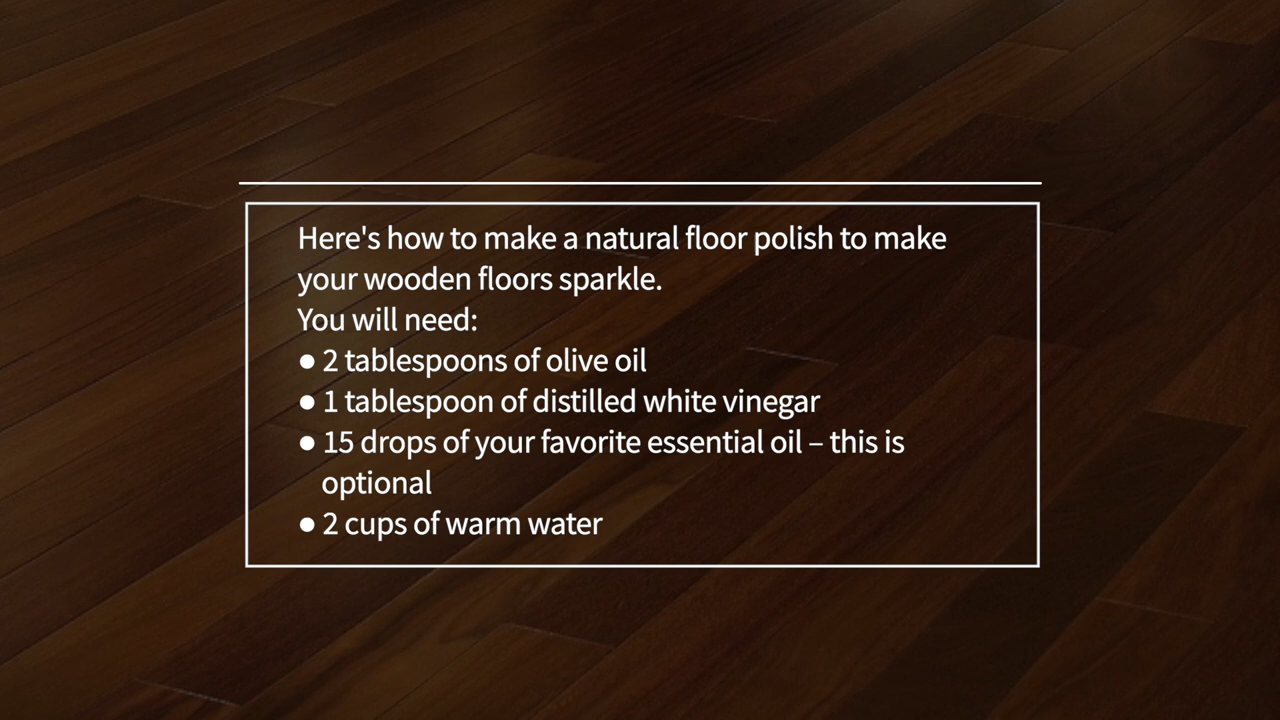 Here's how to make a natural floor polish to make
your wooden floors sparkle.
You will need:
● 2 tablespoons of olive oil
● 1 tablespoon of distilled white vinegar
● 15 drops of your favorite essential oil – this is
optional
● 2 cups of warm water